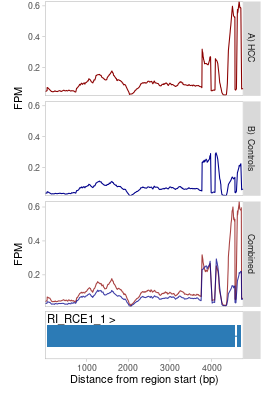 0.6
0.4
0.2
FPM
A) HCC
0.6
0.4
0.2
B) Controls
0.6
0.4
0.2
FPM
Combined
RI_RCE1_1 >
1000 2000 3000 4000
Distance from region start (bp)